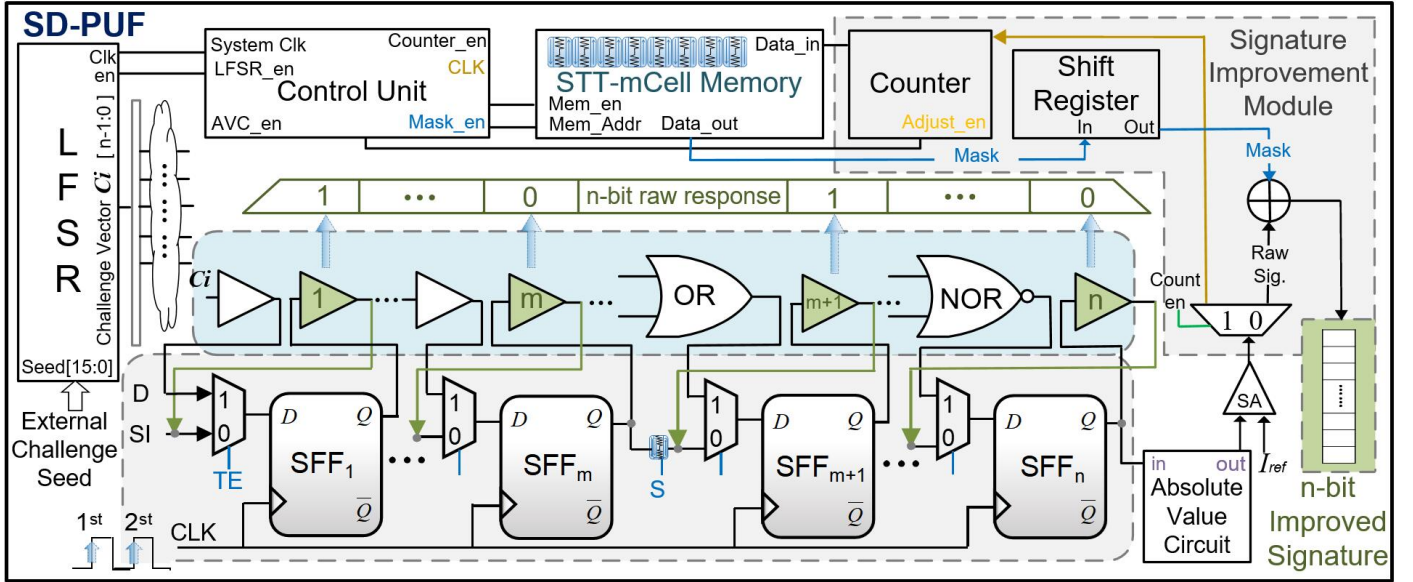 SD-PUF
Clk
en
L
F
S
R
Challenge Vector Ci [ n-1:0]
Seed[15:0]
External
Challenge
Seed
System Clk
LFSR_en
Counter_en
CLK
Control Unit
AVC_en
Mask_en
STT-mCell Memory
Data_in
Mem_en
Mem_Addr
Data_out
Counter
Adjust_en
Shift
Register
In
Out
Signature
Improvement
Module
Mask
Mask
1 ... 0 n-bit raw response 1 ... 0
Ci
1 ... m ... OR m+1 ... NOR n
Raw
Sig.
Count
en
1 0
SA
Iref
D
SI
1
0
TE
D Q
SFF1
Q̅
...
1
0
D Q
SFFm
Q̅
S
1
0
D Q
SFFm+1
Q̅
...
1
0
D Q
SFFn
Q̅
in out
Absolute
Value
Circuit
n-bit
Improved
Signature
1st 2st
CLK